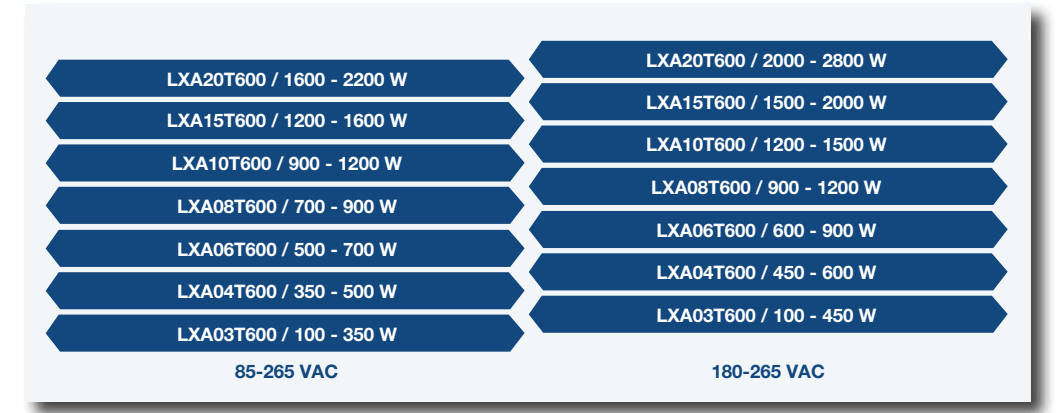 LXA20T600 / 1600 - 2200 W
LXA15T600 / 1200 - 1600 W
LXA10T600 / 900 - 1200 W
LXA08T600 / 700 - 900 W
LXA06T600 / 500 - 700 W
LXA04T600 / 350 - 500 W
LXA03T600 / 100 - 350 W
85-265 VAC
LXA20T600 / 2000 - 2800 W
LXA15T600 / 1500 - 2000 W
LXA10T600 / 1200 - 1500 W
LXA08T600 / 900 - 1200 W
LXA06T600 / 600 - 900 W
LXA04T600 / 450 - 600 W
LXA03T600 / 100 - 450 W
180-265 VAC